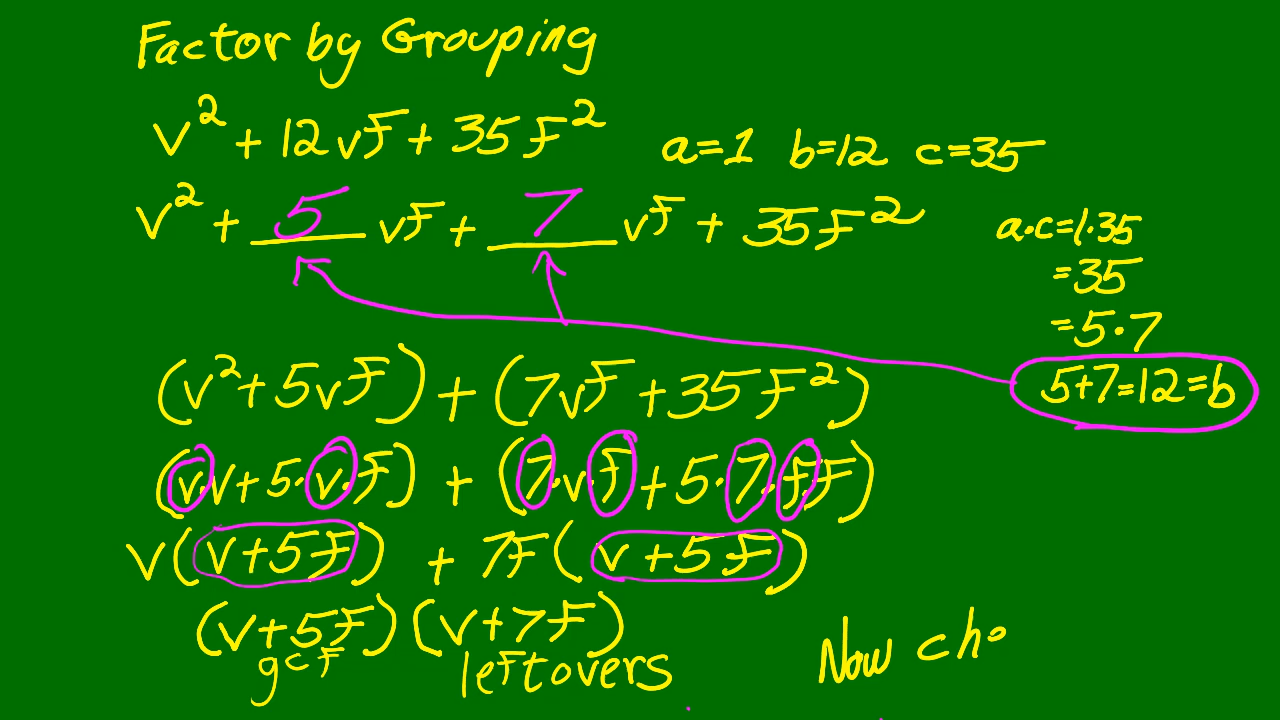 Factor by Grouping
v² + 12vF + 35F²
a=1 b=12 c=35
v² + 5 vF + 7 vF + 35F²
a·c=1·35
=35
=5·7
5+7=12=b
(v²+5vF) + (7vF+35F²)
(v·v+5·v·F) + (7·v·F+5·7·F·F)
v(v+5F) + 7F(v+5F)
(v+5F)(v+7F)
gcf leftovers
Now